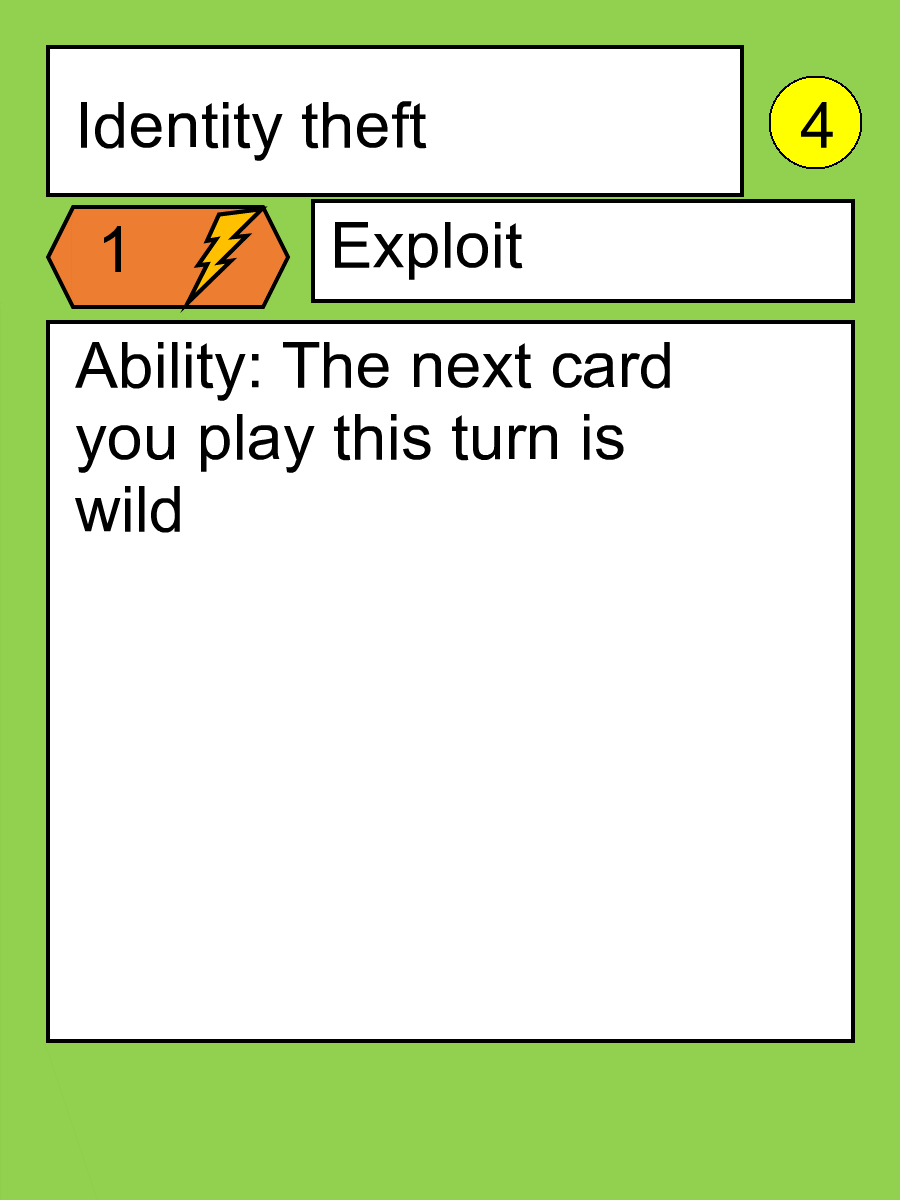 Identity theft
4
1
Exploit
Ability: The next card
you play this turn is
wild